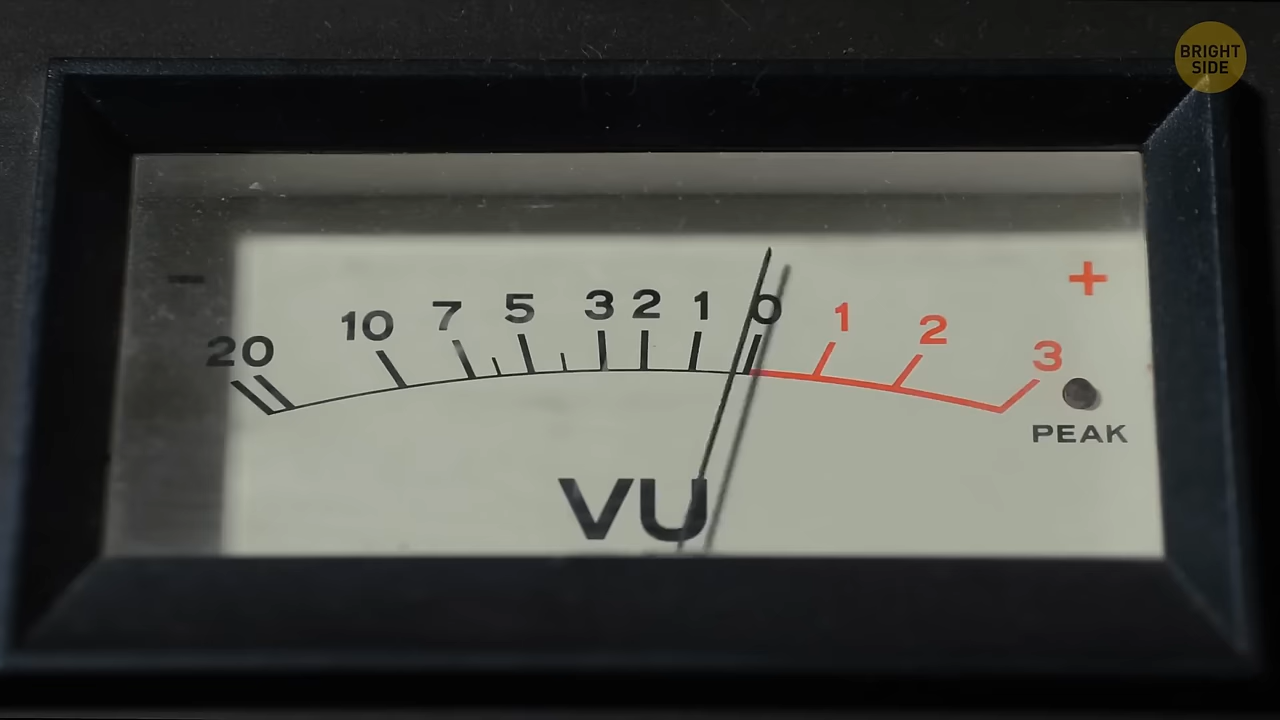 BRIGHT
SIDE
− +
20 10 7 5 3 2 1 0 1 2 3
PEAK
VU